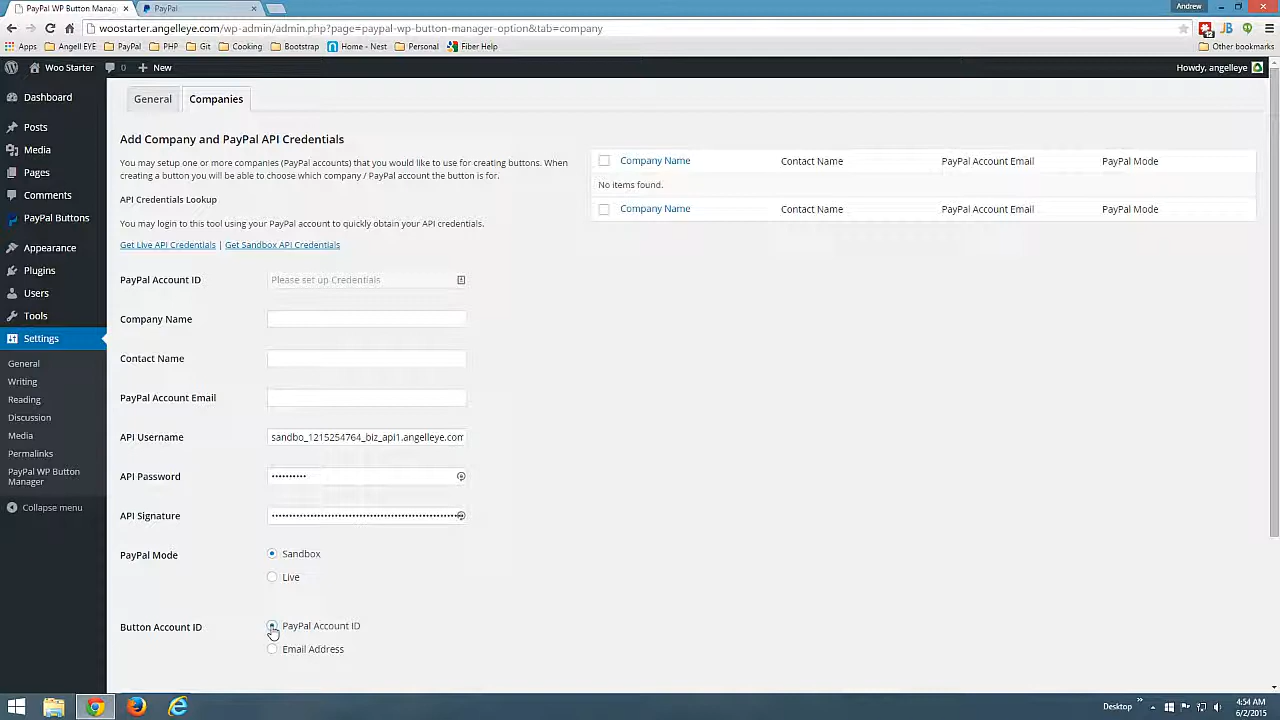 PayPal WP Button Manag
PayPal
Andrew
woostarter.angelleye.com/wp-admin/admin.php?page=paypal-wp-button-manager-option&tab=company
Apps Angell EYE PayPal PHP Git Cooking Bootstrap Home - Nest Personal Fiber Help Other bookmarks
Woo Starter 0 New Howdy, angelleye
Dashboard
Posts
Media
Pages
Comments
PayPal Buttons
Appearance
Plugins
Users
Tools
Settings
General
Writing
Reading
Discussion
Media
Permalinks
PayPal WP Button
Manager
Collapse menu
General Companies
Add Company and PayPal API Credentials
You may setup one or more companies (PayPal accounts) that you would like to use for creating buttons. When
creating a button you will be able to choose which company / PayPal account the button is for.
API Credentials Lookup
You may login to this tool using your PayPal account to quickly obtain your API credentials.
Get Live API Credentials | Get Sandbox API Credentials
PayPal Account ID Please set up Credentials
Company Name
Contact Name
PayPal Account Email
API Username sandbo_1215254764_biz_api1.angelleye.com
API Password ••••••••••
API Signature
PayPal Mode Sandbox
Live
Button Account ID PayPal Account ID
Email Address
Company Name Contact Name PayPal Account Email PayPal Mode
No items found.
Company Name Contact Name PayPal Account Email PayPal Mode
Desktop
4:54 AM
6/2/2015